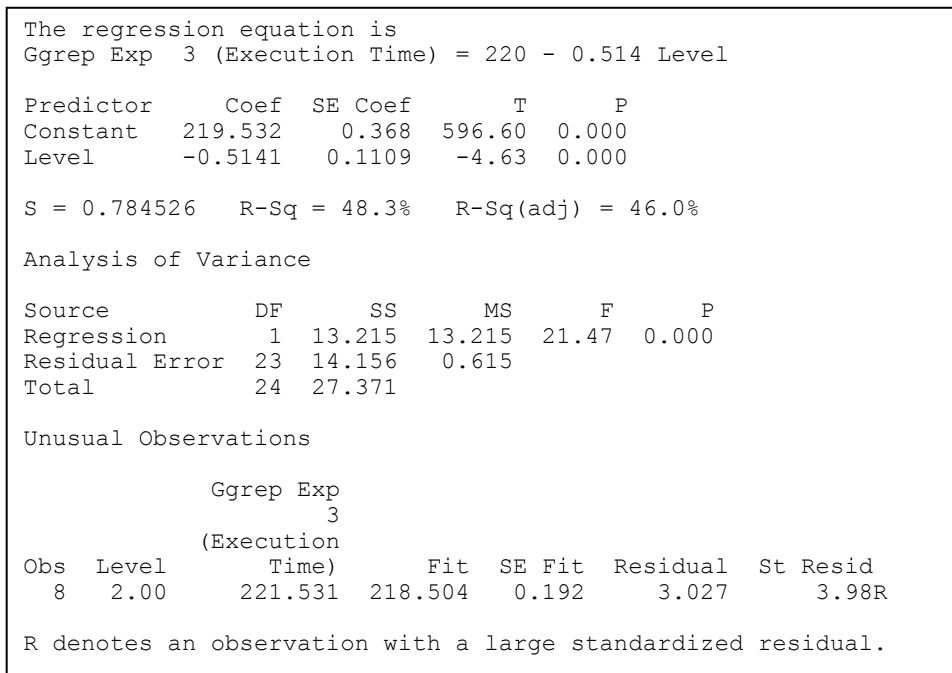 The regression equation is
Ggrep Exp  3 (Execution Time) = 220 - 0.514 Level
Predictor      Coef  SE Coef       T      P
Constant    219.532    0.368  596.60  0.000
Level       -0.5141   0.1109   -4.63  0.000
S = 0.784526   R-Sq = 48.3%   R-Sq(adj) = 46.0%
Analysis of Variance
Source          DF      SS      MS      F      P
Regression       1  13.215  13.215  21.47  0.000
Residual Error  23  14.156   0.615
Total           24  27.371
Unusual Observations
Ggrep Exp
3
(Execution
Obs  Level      Time)      Fit  SE Fit  Residual  St Resid
8   2.00    221.531  218.504   0.192     3.027      3.98R
R denotes an observation with a large standardized residual.